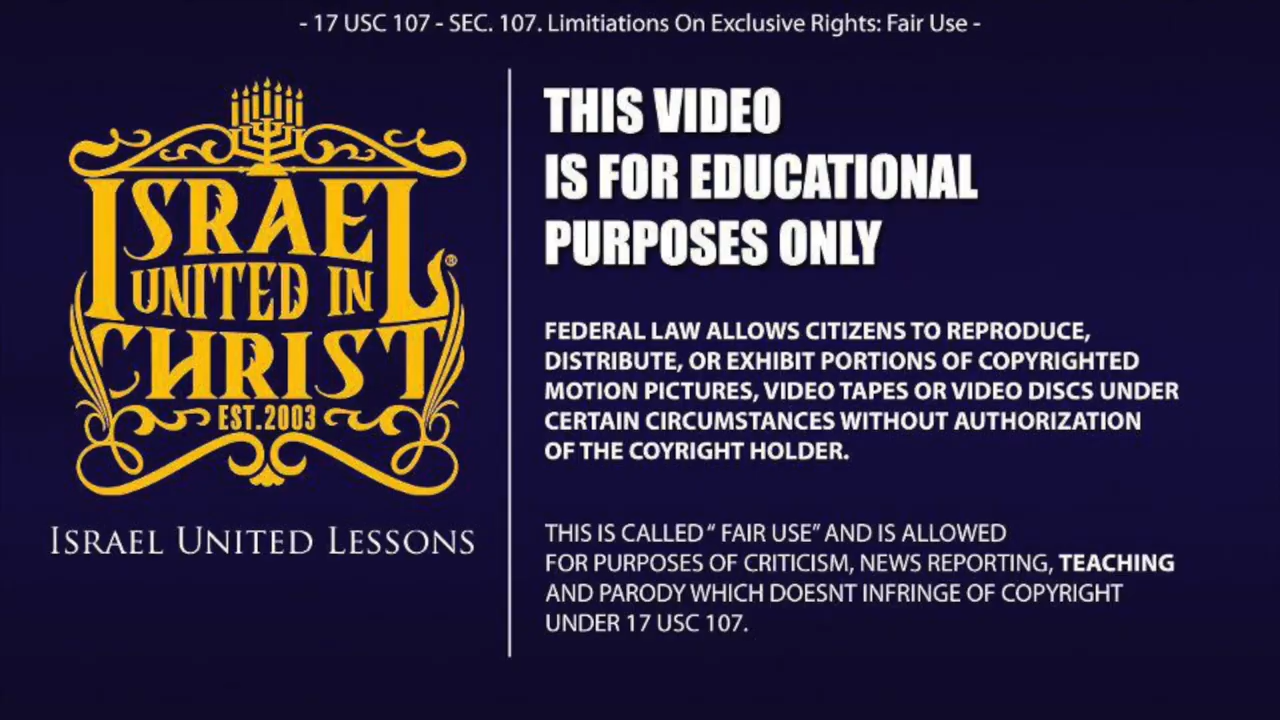 - 17 USC 107 - SEC. 107. Limitiations On Exclusive Rights: Fair Use -
ISRAEL
UNITED IN
CHRIST
®
EST.2003
ISRAEL UNITED LESSONS
THIS VIDEO
IS FOR EDUCATIONAL
PURPOSES ONLY
FEDERAL LAW ALLOWS CITIZENS TO REPRODUCE,
DISTRIBUTE, OR EXHIBIT PORTIONS OF COPYRIGHTED
MOTION PICTURES, VIDEO TAPES OR VIDEO DISCS UNDER
CERTAIN CIRCUMSTANCES WITHOUT AUTHORIZATION
OF THE COYRIGHT HOLDER.
THIS IS CALLED “ FAIR USE” AND IS ALLOWED
FOR PURPOSES OF CRITICISM, NEWS REPORTING, TEACHING
AND PARODY WHICH DOESNT INFRINGE OF COPYRIGHT
UNDER 17 USC 107.